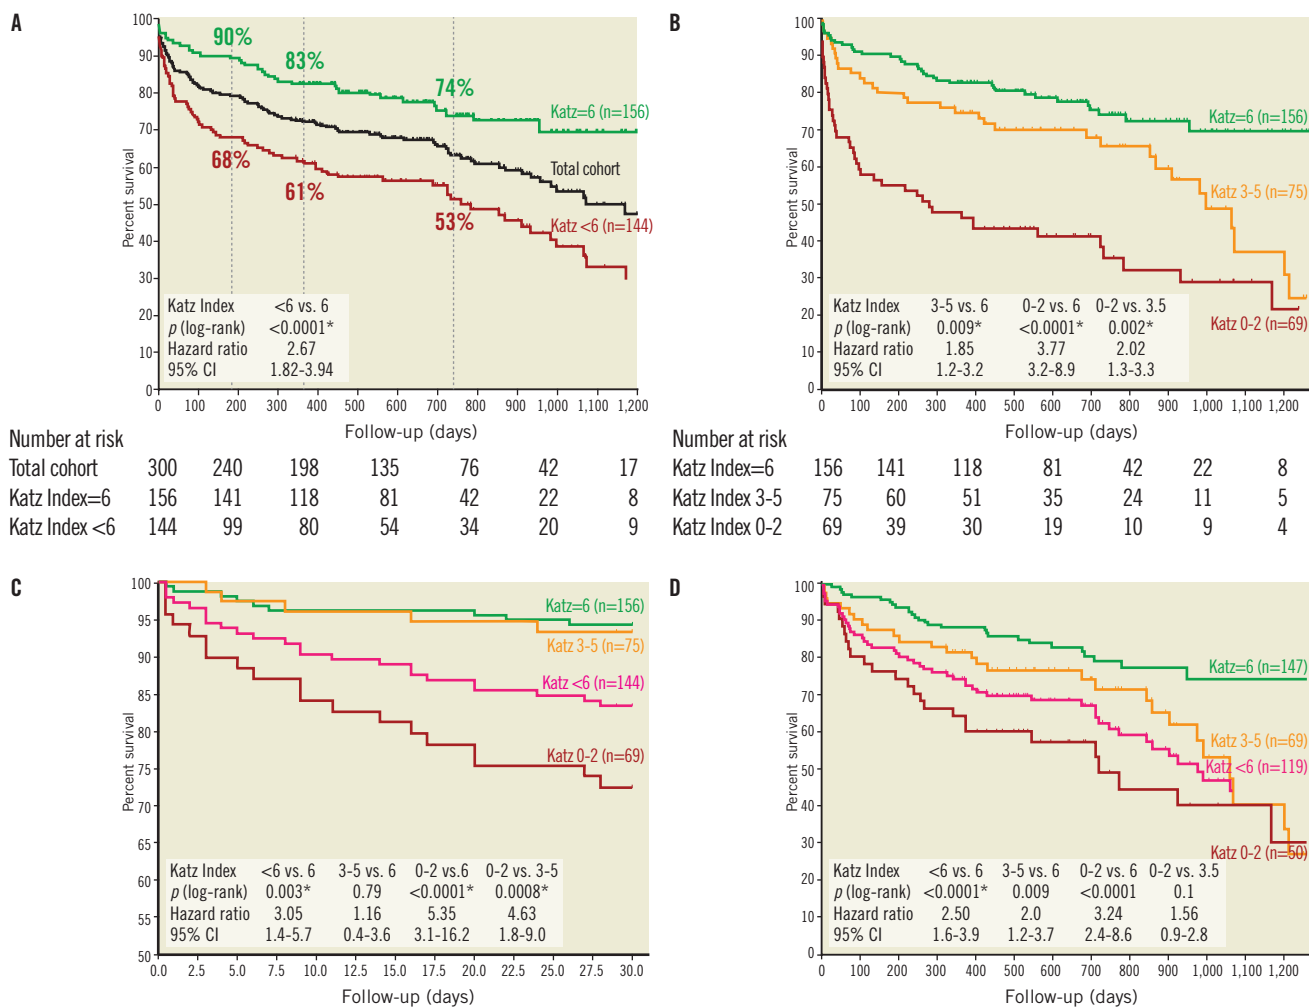 A
Percent survival
100
90
80
70
60
50
40
30
20
10
0
90%
83%
74%
68%
61%
53%
Katz=6 (n=156)
Total cohort
Katz <6 (n=144)
Katz Index <6 vs. 6
p (log-rank) <0.0001*
Hazard ratio 2.67
95% CI 1.82-3.94
0 100 200 300 400 500 600 700 800 900 1,000 1,100 1,200
Follow-up (days)
Number at risk
Total cohort 300 240 198 135 76 42 17
Katz Index=6 156 141 118 81 42 22 8
Katz Index <6 144 99 80 54 34 20 9
B
Percent survival
100
90
80
70
60
50
40
30
20
10
0
Katz=6 (n=156)
Katz 3-5 (n=75)
Katz 0-2 (n=69)
Katz Index 3-5 vs. 6 0-2 vs. 6 0-2 vs. 3.5
p (log-rank) 0.009* <0.0001* 0.002*
Hazard ratio 1.85 3.77 2.02
95% CI 1.2-3.2 3.2-8.9 1.3-3.3
0 100 200 300 400 500 600 700 800 900 1,000 1,100 1,200
Follow-up (days)
Number at risk
Katz Index=6 156 141 118 81 42 22 8
Katz Index 3-5 75 60 51 35 24 11 5
Katz Index 0-2 69 39 30 19 10 9 4
C
Percent survival
100
95
90
85
80
75
70
65
60
55
50
Katz=6 (n=156)
Katz 3-5 (n=75)
Katz <6 (n=144)
Katz 0-2 (n=69)
Katz Index <6 vs. 6 3-5 vs. 6 0-2 vs. 6 0-2 vs. 3-5
p (log-rank) 0.003* 0.79 <0.0001* 0.0008*
Hazard ratio 3.05 1.16 5.35 4.63
95% CI 1.4-5.7 0.4-3.6 3.1-16.2 1.8-9.0
0.0 2.5 5.0 7.5 10.0 12.5 15.0 17.5 20.0 22.5 25.0 27.5 30.0
Follow-up (days)
D
Percent survival
100
90
80
70
60
50
40
30
20
10
0
Katz=6 (n=147)
Katz 3-5 (n=69)
Katz <6 (n=119)
Katz 0-2 (n=50)
Katz Index <6 vs. 6 3-5 vs. 6 0-2 vs. 6 0-2 vs. 3.5
p (log-rank) <0.0001* 0.009 <0.0001 0.1
Hazard ratio 2.50 2.0 3.24 1.56
95% CI 1.6-3.9 1.2-3.7 2.4-8.6 0.9-2.8
0 100 200 300 400 500 600 700 800 900 1,000 1,100 1,200
Follow-up (days)